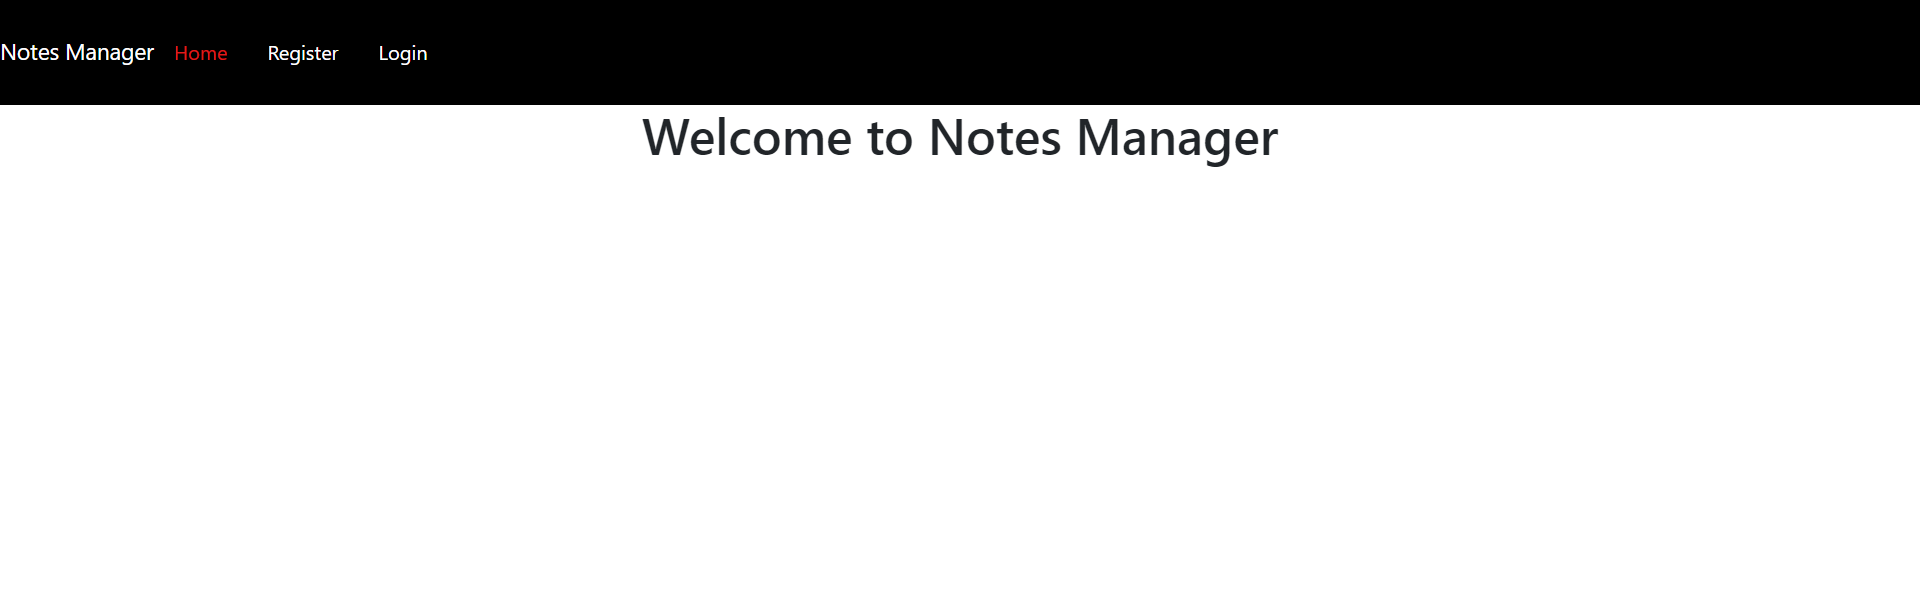 Notes Manager Home Register Login
Welcome to Notes Manager